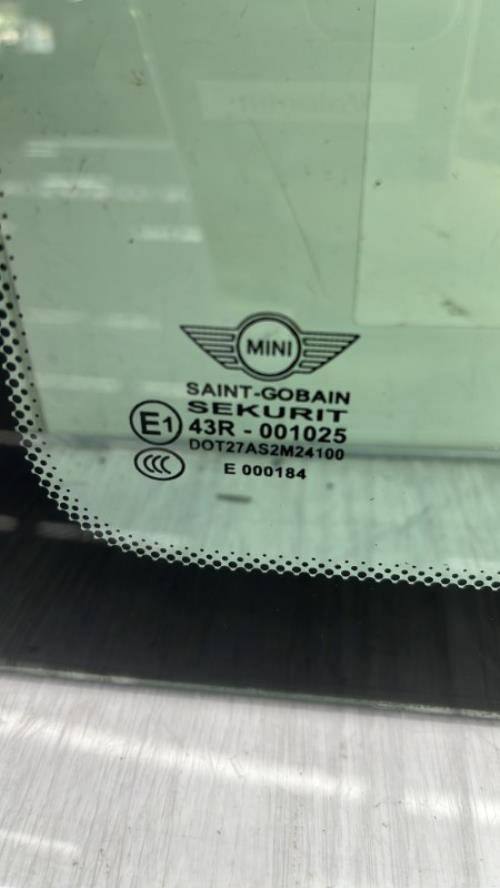 MINI
SAINT-GOBAIN
SEKURIT
E1 43R - 001025
DOT27AS2M24100
CCC E 000184